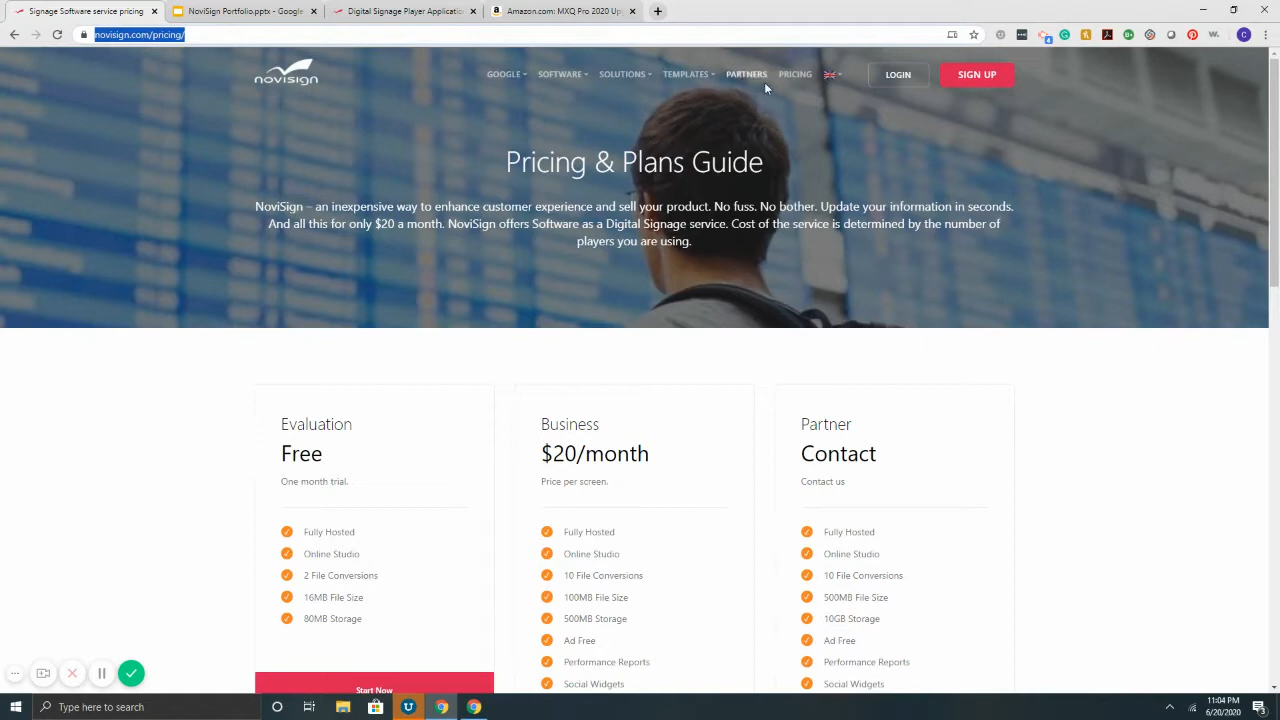 Signage Software service pricing
NoviSign Portfolio.pptx - Google
Digital Signage Player Applicatio
Amazon.com: MXQ Pro 2020 Up
novisign.com/pricing/
novisign
GOOGLE
SOFTWARE
SOLUTIONS
TEMPLATES
PARTNERS
PRICING
LOGIN
SIGN UP
Pricing & Plans Guide
NoviSign – an inexpensive way to enhance customer experience and sell your product. No fuss. No bother. Update your information in seconds.
And all this for only $20 a month. NoviSign offers Software as a Digital Signage service. Cost of the service is determined by the number of
players you are using.
Evaluation
Free
One month trial.
Fully Hosted
Online Studio
2 File Conversions
16MB File Size
80MB Storage
Start Now
Business
$20/month
Price per screen.
Fully Hosted
Online Studio
10 File Conversions
100MB File Size
500MB Storage
Ad Free
Performance Reports
Social Widgets
Partner
Contact
Contact us
Fully Hosted
Online Studio
10 File Conversions
500MB File Size
10GB Storage
Ad Free
Performance Reports
Social Widgets
Type here to search
11:04 PM
6/20/2020